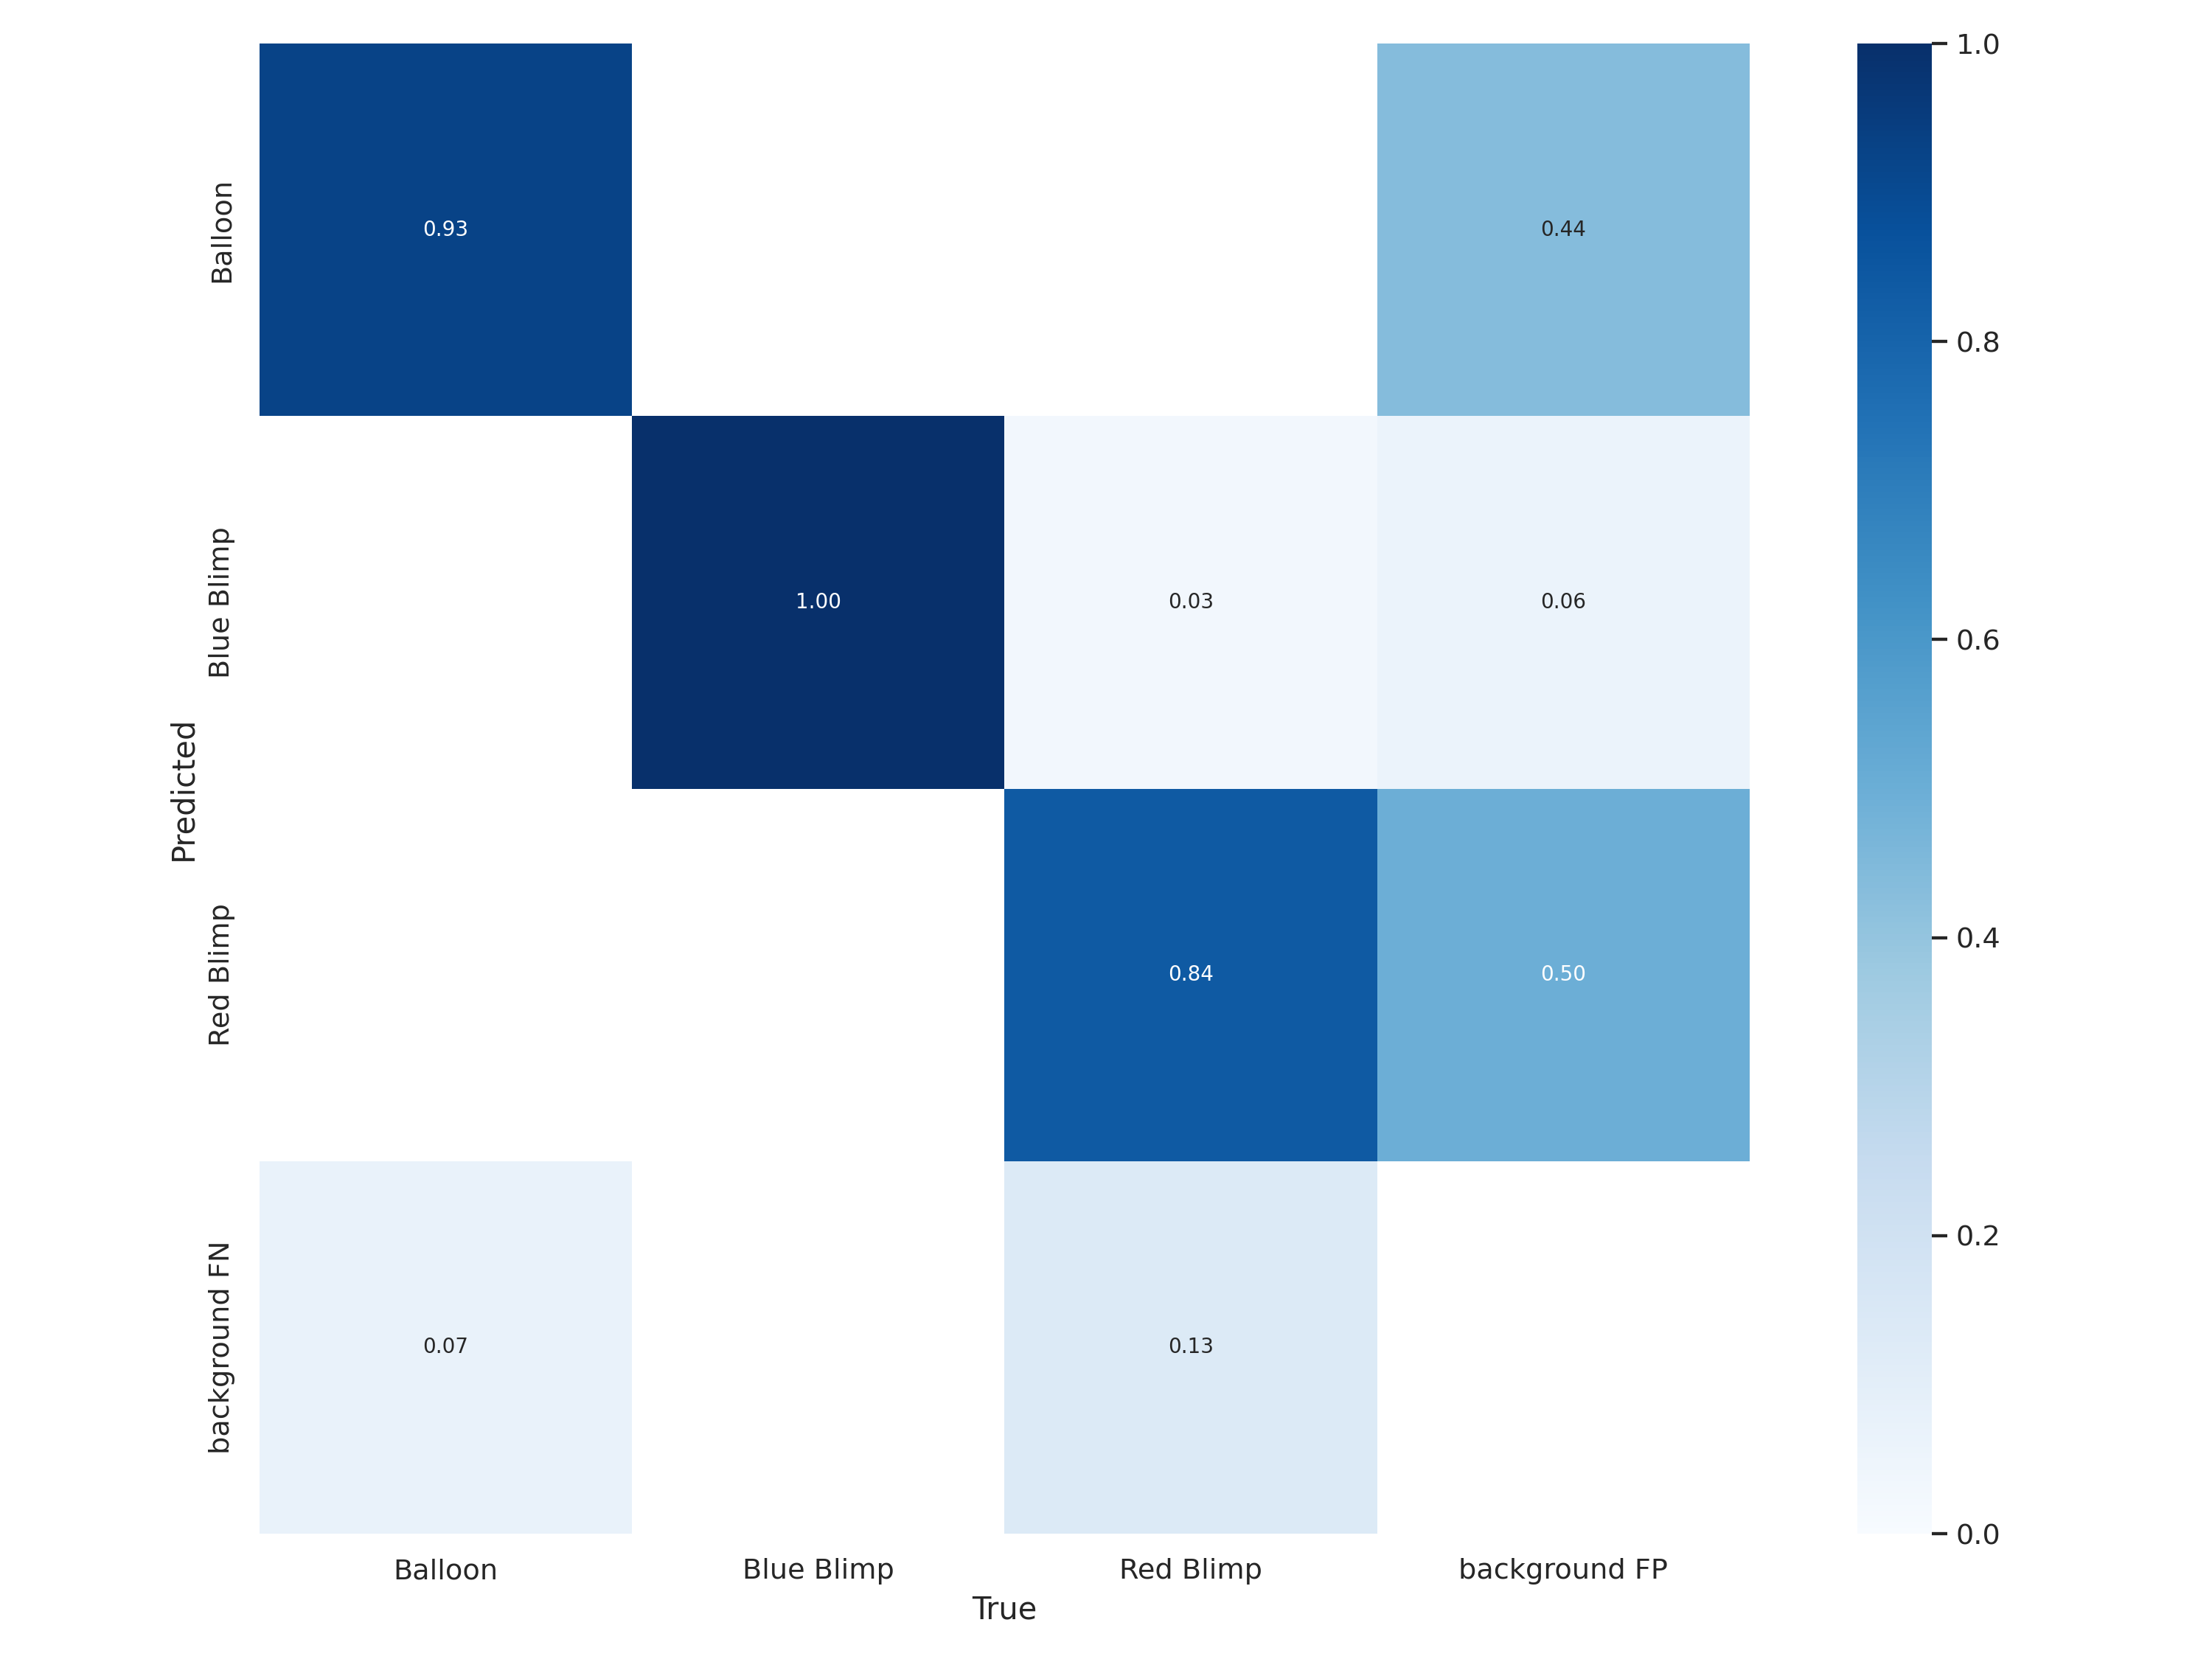 Predicted
Balloon
0.93
0.44
Blue Blimp
1.00
0.03
0.06
Red Blimp
0.84
0.50
background FN
0.07
0.13
Balloon
Blue Blimp
Red Blimp
background FP
True
1.0
0.8
0.6
0.4
0.2
0.0